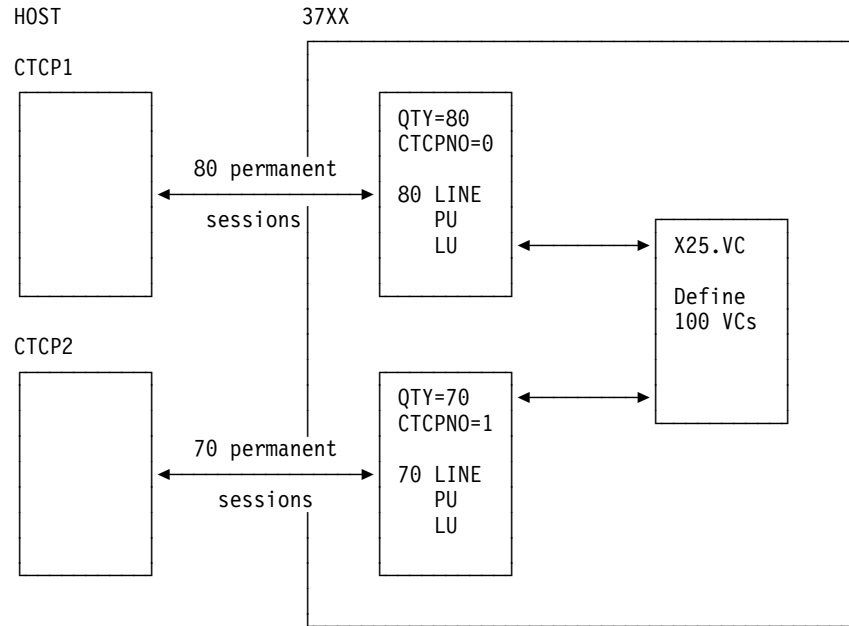 HOST
37XX
CTCP1
QTY=80
CTCPNO=0
80 LINE
PU
LU
80 permanent
sessions
X25.VC
Define
100 VCs
CTCP2
QTY=70
CTCPNO=1
70 LINE
PU
LU
70 permanent
sessions